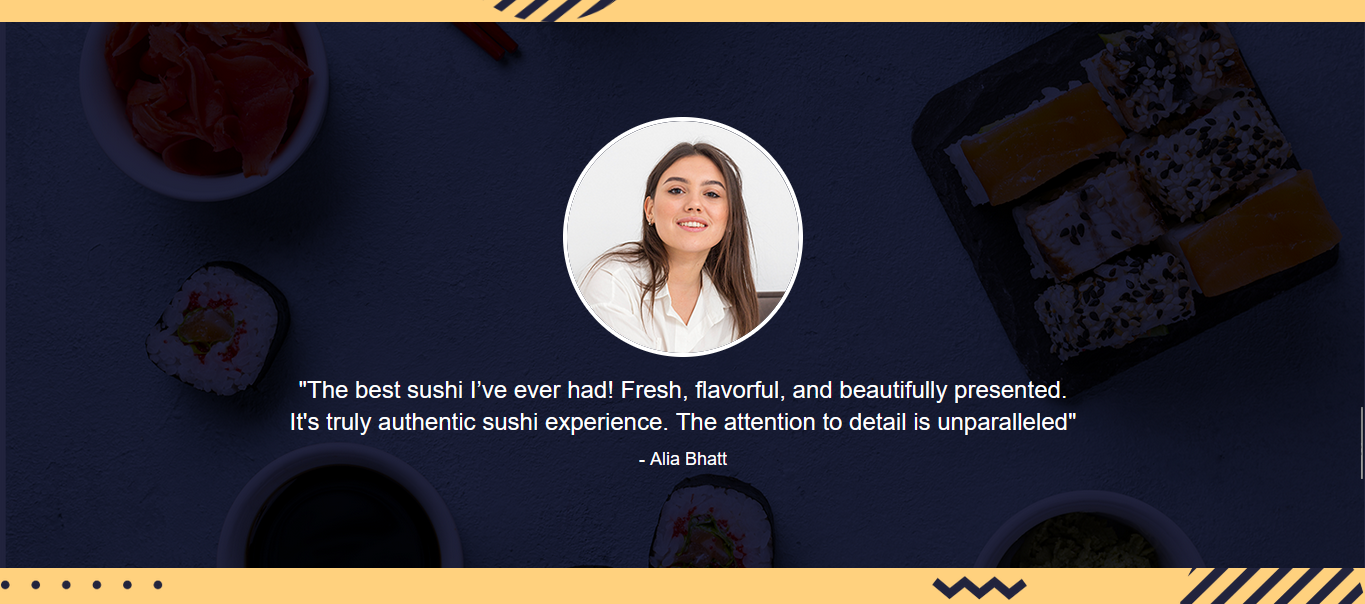 "The best sushi I’ve ever had! Fresh, flavorful, and beautifully presented.
It's truly authentic sushi experience. The attention to detail is unparalleled"
- Alia Bhatt